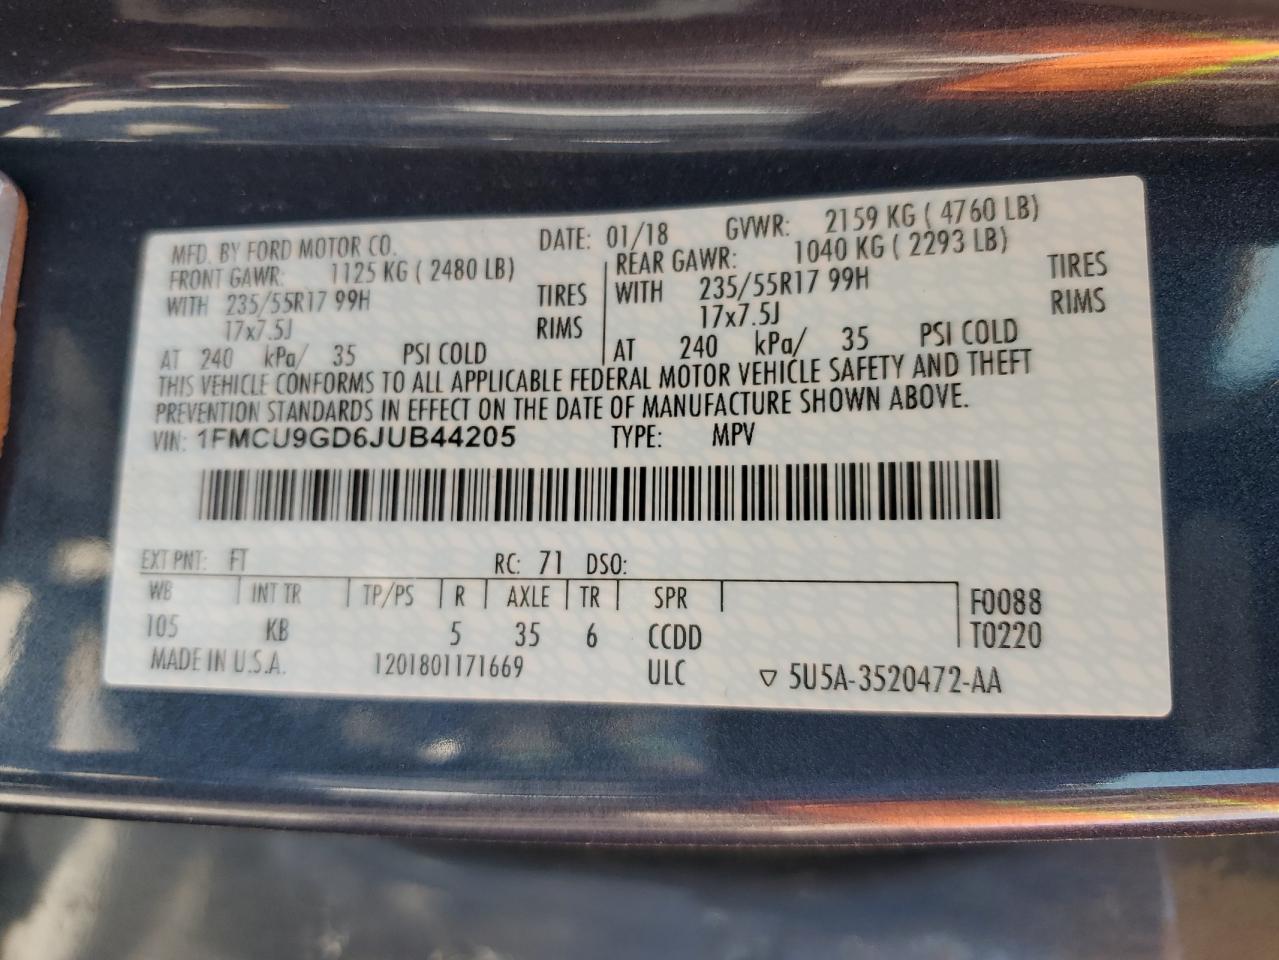 MFD. BY FORD MOTOR CO. DATE: 01/18 GVWR: 2159 KG ( 4760 LB)
FRONT GAWR: 1125 KG ( 2480 LB) REAR GAWR: 1040 KG ( 2293 LB)
WITH 235/55R17 99H TIRES WITH 235/55R17 99H TIRES
17x7.5J RIMS 17x7.5J RIMS
AT 240 kPa/ 35 PSI COLD AT 240 kPa/ 35 PSI COLD
THIS VEHICLE CONFORMS TO ALL APPLICABLE FEDERAL MOTOR VEHICLE SAFETY AND THEFT
PREVENTION STANDARDS IN EFFECT ON THE DATE OF MANUFACTURE SHOWN ABOVE.
VIN: 1FMCU9GD6JUB44205 TYPE: MPV
EXT PNT: FT RC: 71 DSO:
WB INT TR TP/PS R AXLE TR SPR F0088
105 KB 5 35 6 CCDD T0220
MADE IN U.S.A. 1201801171669 ULC ▽ 5U5A-3520472-AA